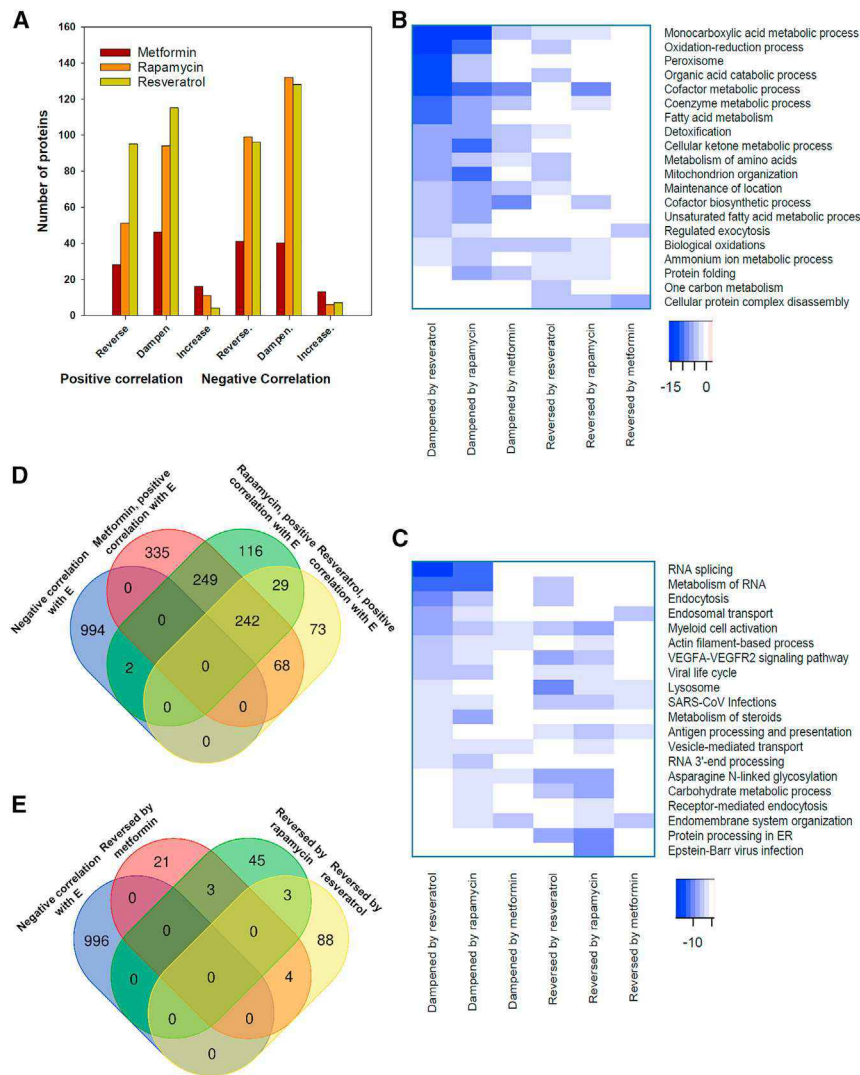 A
Number of proteins
160
140
120
100
80
60
40
20
0
Metformin
Rapamycin
Resveratrol
Reverse
Dampen
Increase
Reverse.
Dampen.
Increase.
Positive correlation
Negative Correlation
B
Monocarboxylic acid metabolic process
Oxidation-reduction process
Peroxisome
Organic acid catabolic process
Cofactor metabolic process
Coenzyme metabolic process
Fatty acid metabolism
Detoxification
Cellular ketone metabolic process
Metabolism of amino acids
Mitochondrion organization
Maintenance of location
Cofactor biosynthetic process
Unsaturated fatty acid metabolic proces
Regulated exocytosis
Biological oxidations
Ammonium ion metabolic process
Protein folding
One carbon metabolism
Cellular protein complex disassembly
Dampened by resveratrol
Dampened by rapamycin
Dampened by metformin
Reversed by resveratrol
Reversed by rapamycin
Reversed by metformin
-15 0
D
Negative correlation
with E
Metformin, positive
correlation with E
Rapamycin, positive
correlation with E
Resveratrol, positive
correlation with E
335
116
0
249
29
994
0
242
73
2
0
68
0
0
0
C
RNA splicing
Metabolism of RNA
Endocytosis
Endosomal transport
Myeloid cell activation
Actin filament-based process
VEGFA-VEGFR2 signaling pathway
Viral life cycle
Lysosome
SARS-CoV Infections
Metabolism of steroids
Antigen processing and presentation
Vesicle-mediated transport
RNA 3'-end processing
Asparagine N-linked glycosylation
Carbohydrate metabolic process
Receptor-mediated endocytosis
Endomembrane system organization
Protein processing in ER
Epstein-Barr virus infection
Dampened by resveratrol
Dampened by rapamycin
Dampened by metformin
Reversed by resveratrol
Reversed by rapamycin
Reversed by metformin
-10
E
Negative correlation
with E
Reversed by
metformin
Reversed by
rapamycin
Reversed by
resveratrol
21
45
0
3
3
996
0
0
88
0
0
4
0
0
0